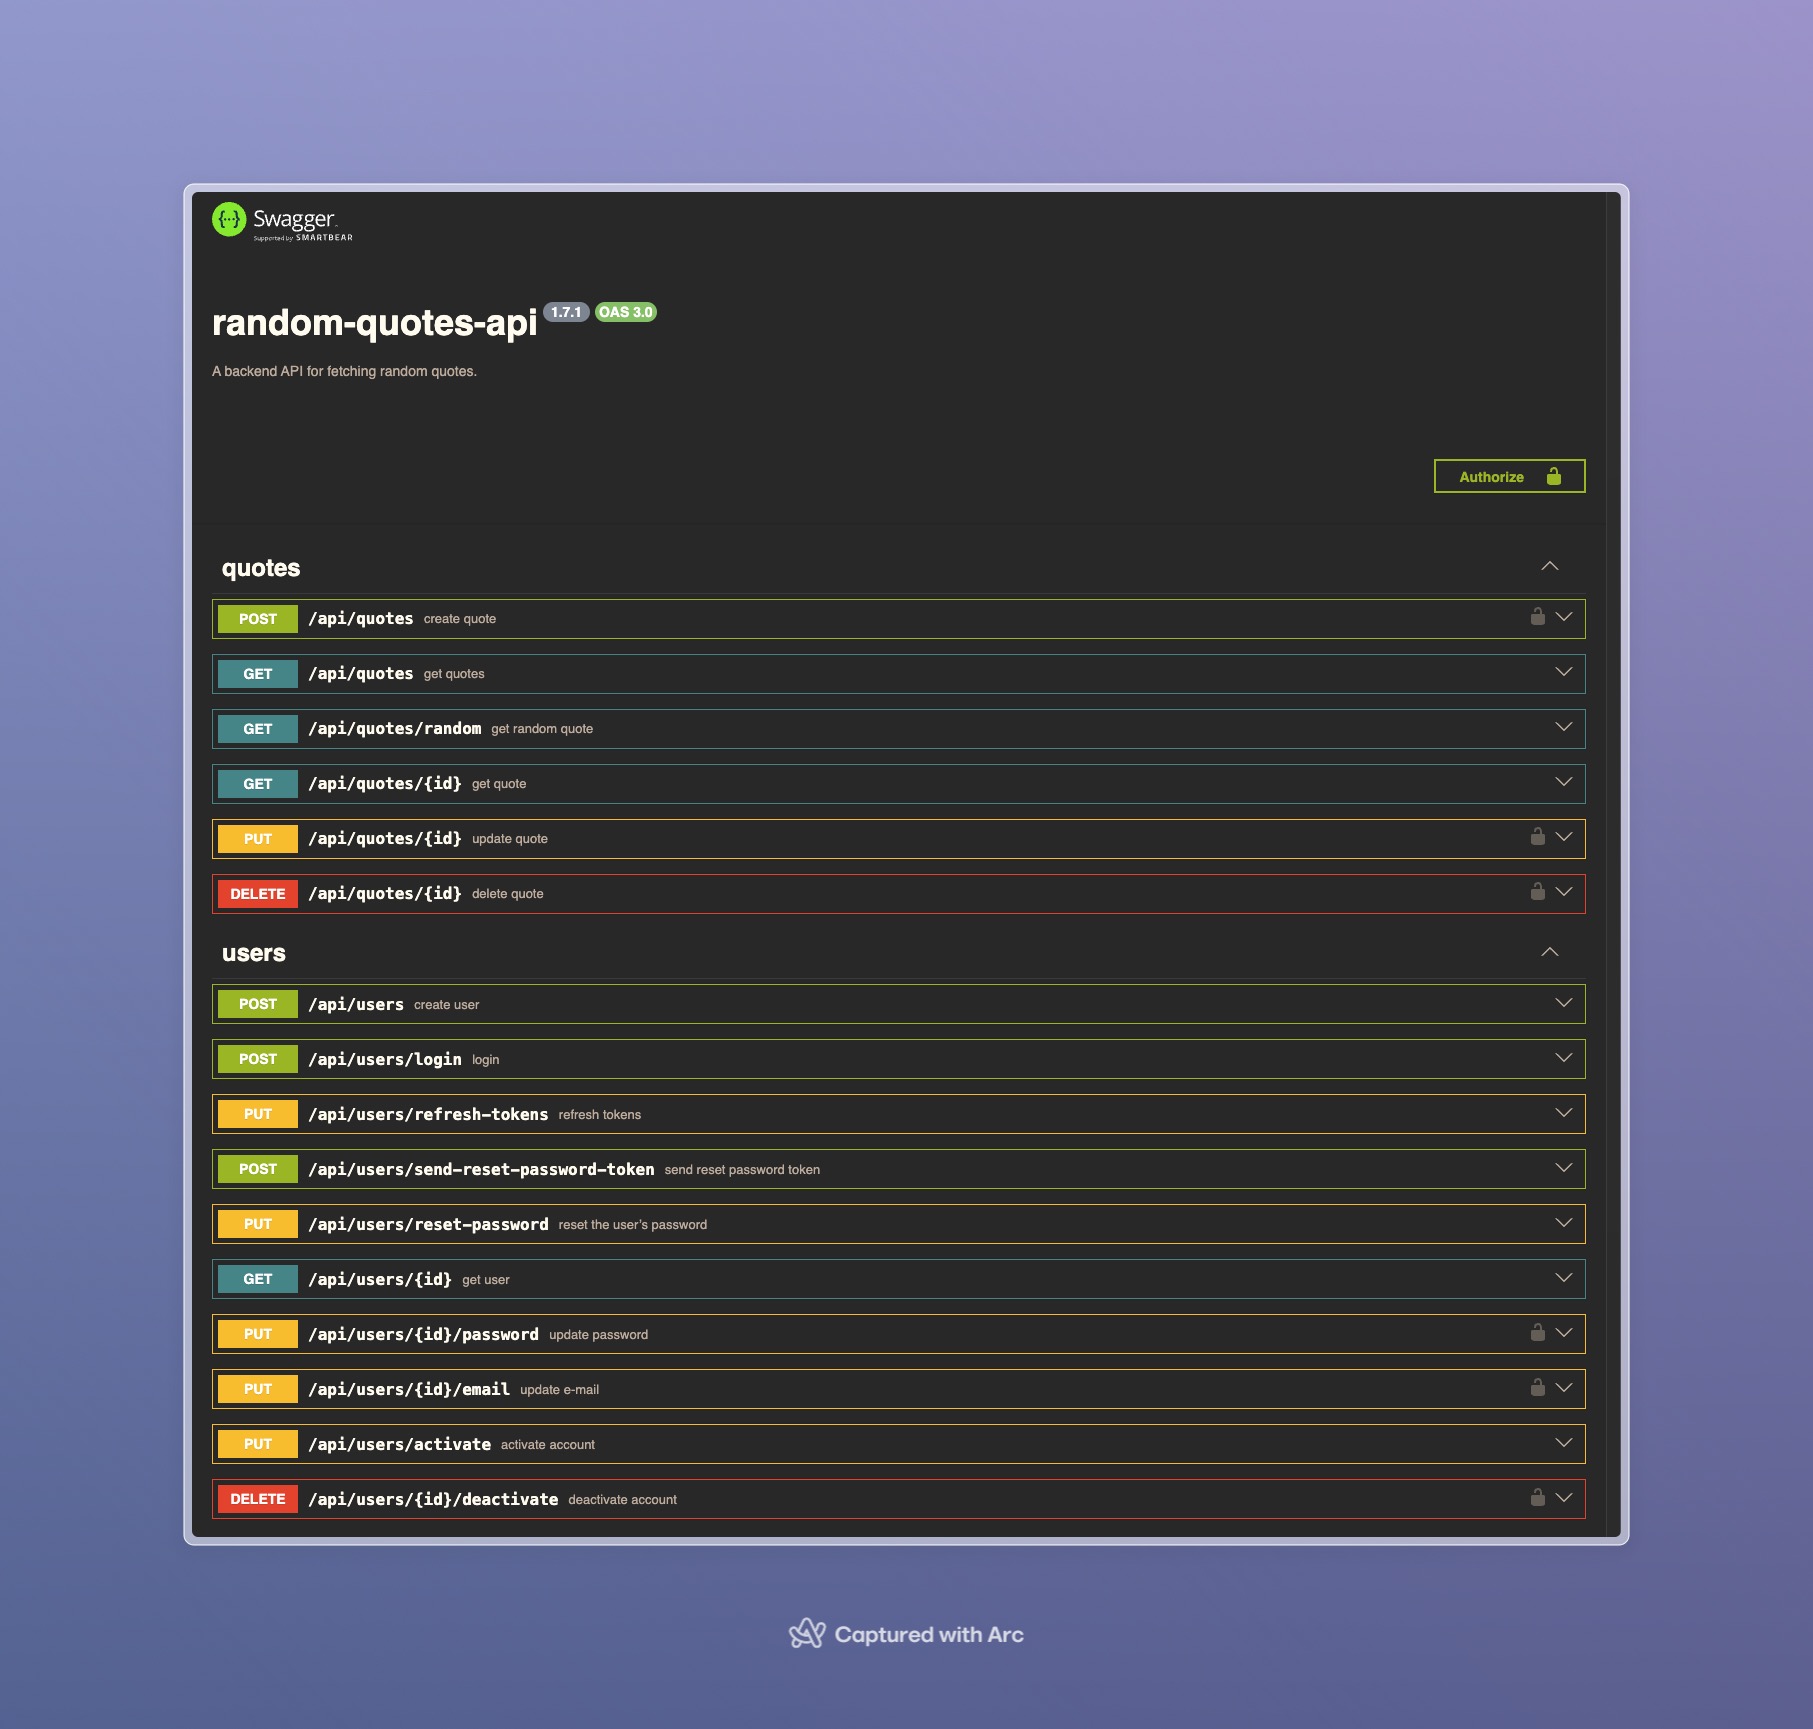 {···} Swagger.
Supported by SMARTBEAR
random-quotes-api 1.7.1 OAS 3.0
A backend API for fetching random quotes.
Authorize
quotes
POST /api/quotes create quote
GET /api/quotes get quotes
GET /api/quotes/random get random quote
GET /api/quotes/{id} get quote
PUT /api/quotes/{id} update quote
DELETE /api/quotes/{id} delete quote
users
POST /api/users create user
POST /api/users/login login
PUT /api/users/refresh-tokens refresh tokens
POST /api/users/send-reset-password-token send reset password token
PUT /api/users/reset-password reset the user's password
GET /api/users/{id} get user
PUT /api/users/{id}/password update password
PUT /api/users/{id}/email update e-mail
PUT /api/users/activate activate account
DELETE /api/users/{id}/deactivate deactivate account
Captured with Arc